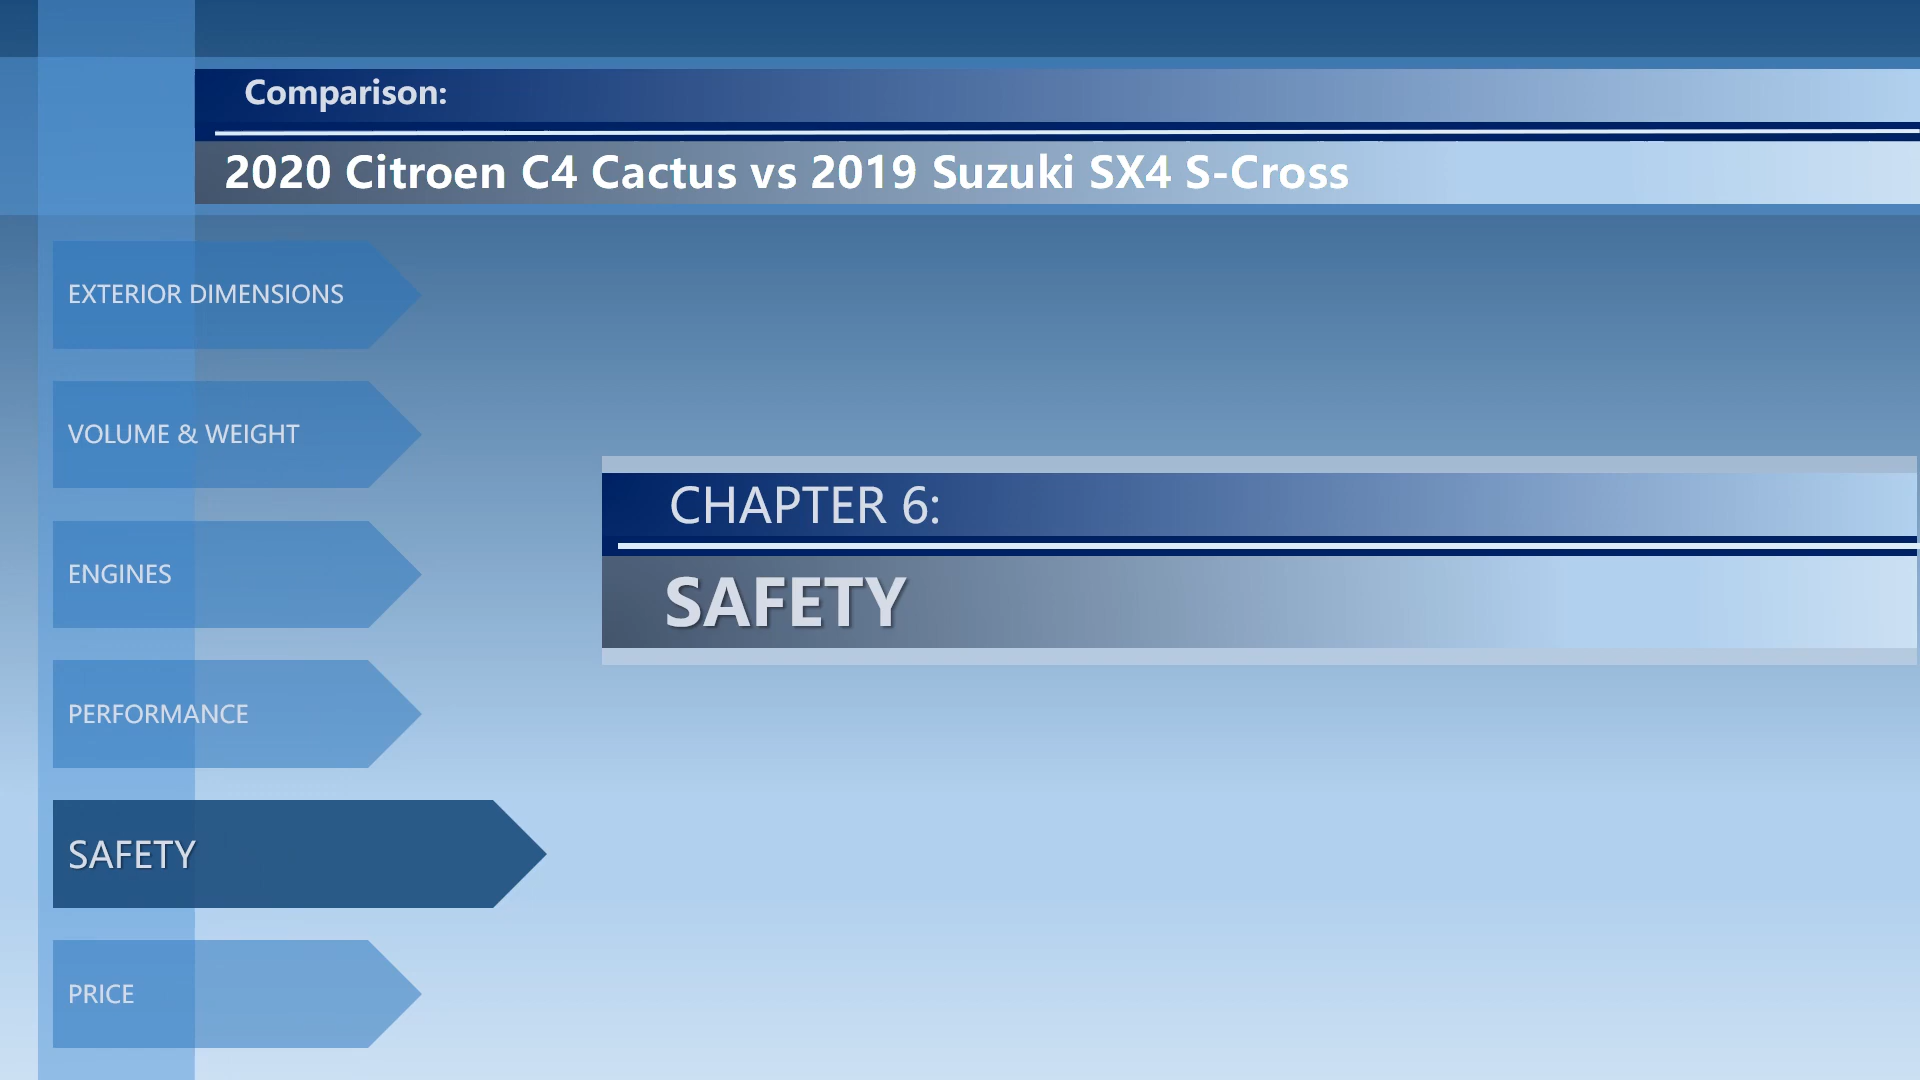 Comparison:
2020 Citroen C4 Cactus vs 2019 Suzuki SX4 S-Cross
EXTERIOR DIMENSIONS
VOLUME & WEIGHT
ENGINES
PERFORMANCE
SAFETY
PRICE
CHAPTER 6:
SAFETY